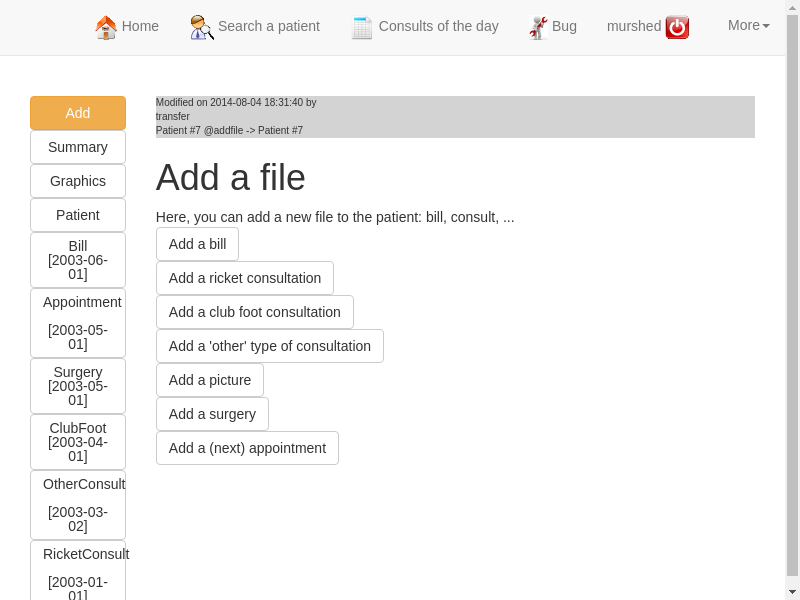 Home
Search a patient
Consults of the day
Bug
murshed
More
Add
Summary
Graphics
Patient
Bill
[2003-06-
01]
Appointment
[2003-05-
01]
Surgery
[2003-05-
01]
ClubFoot
[2003-04-
01]
OtherConsult
[2003-03-
02]
RicketConsult
[2003-01-
01]
Modified on 2014-08-04 18:31:40 by
transfer
Patient #7 @addfile -> Patient #7
Add a file
Here, you can add a new file to the patient: bill, consult, ...
Add a bill
Add a ricket consultation
Add a club foot consultation
Add a 'other' type of consultation
Add a picture
Add a surgery
Add a (next) appointment